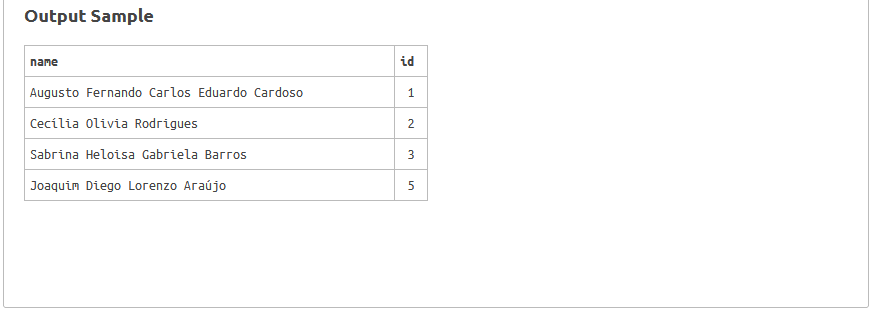 Output Sample
name id
Augusto Fernando Carlos Eduardo Cardoso 1
Cecília Olivia Rodrigues 2
Sabrina Heloisa Gabriela Barros 3
Joaquim Diego Lorenzo Araújo 5